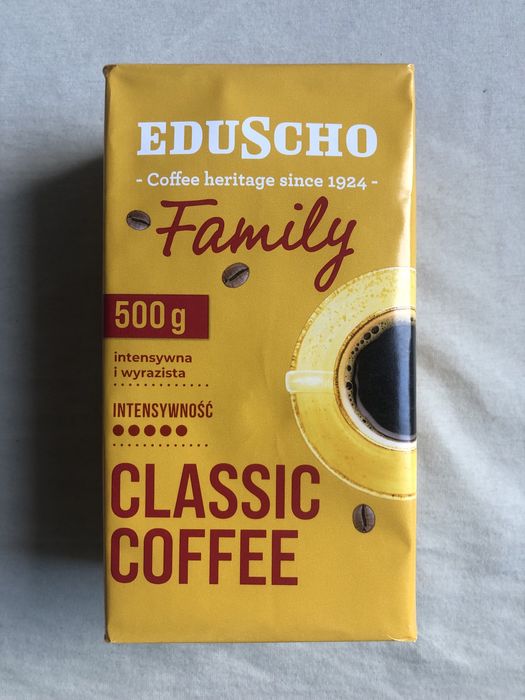 EDUSCHO
- Coffee heritage since 1924 -
Family
500 g
intensywna
i wyrazista
INTENSYWNOŚĆ
CLASSIC
COFFEE